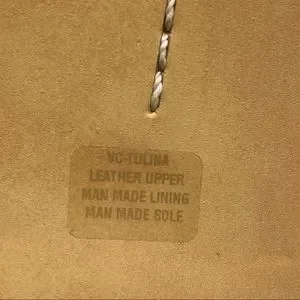 VC-TULINA
LEATHER UPPER
MAN MADE LINING
MAN MADE SOLE